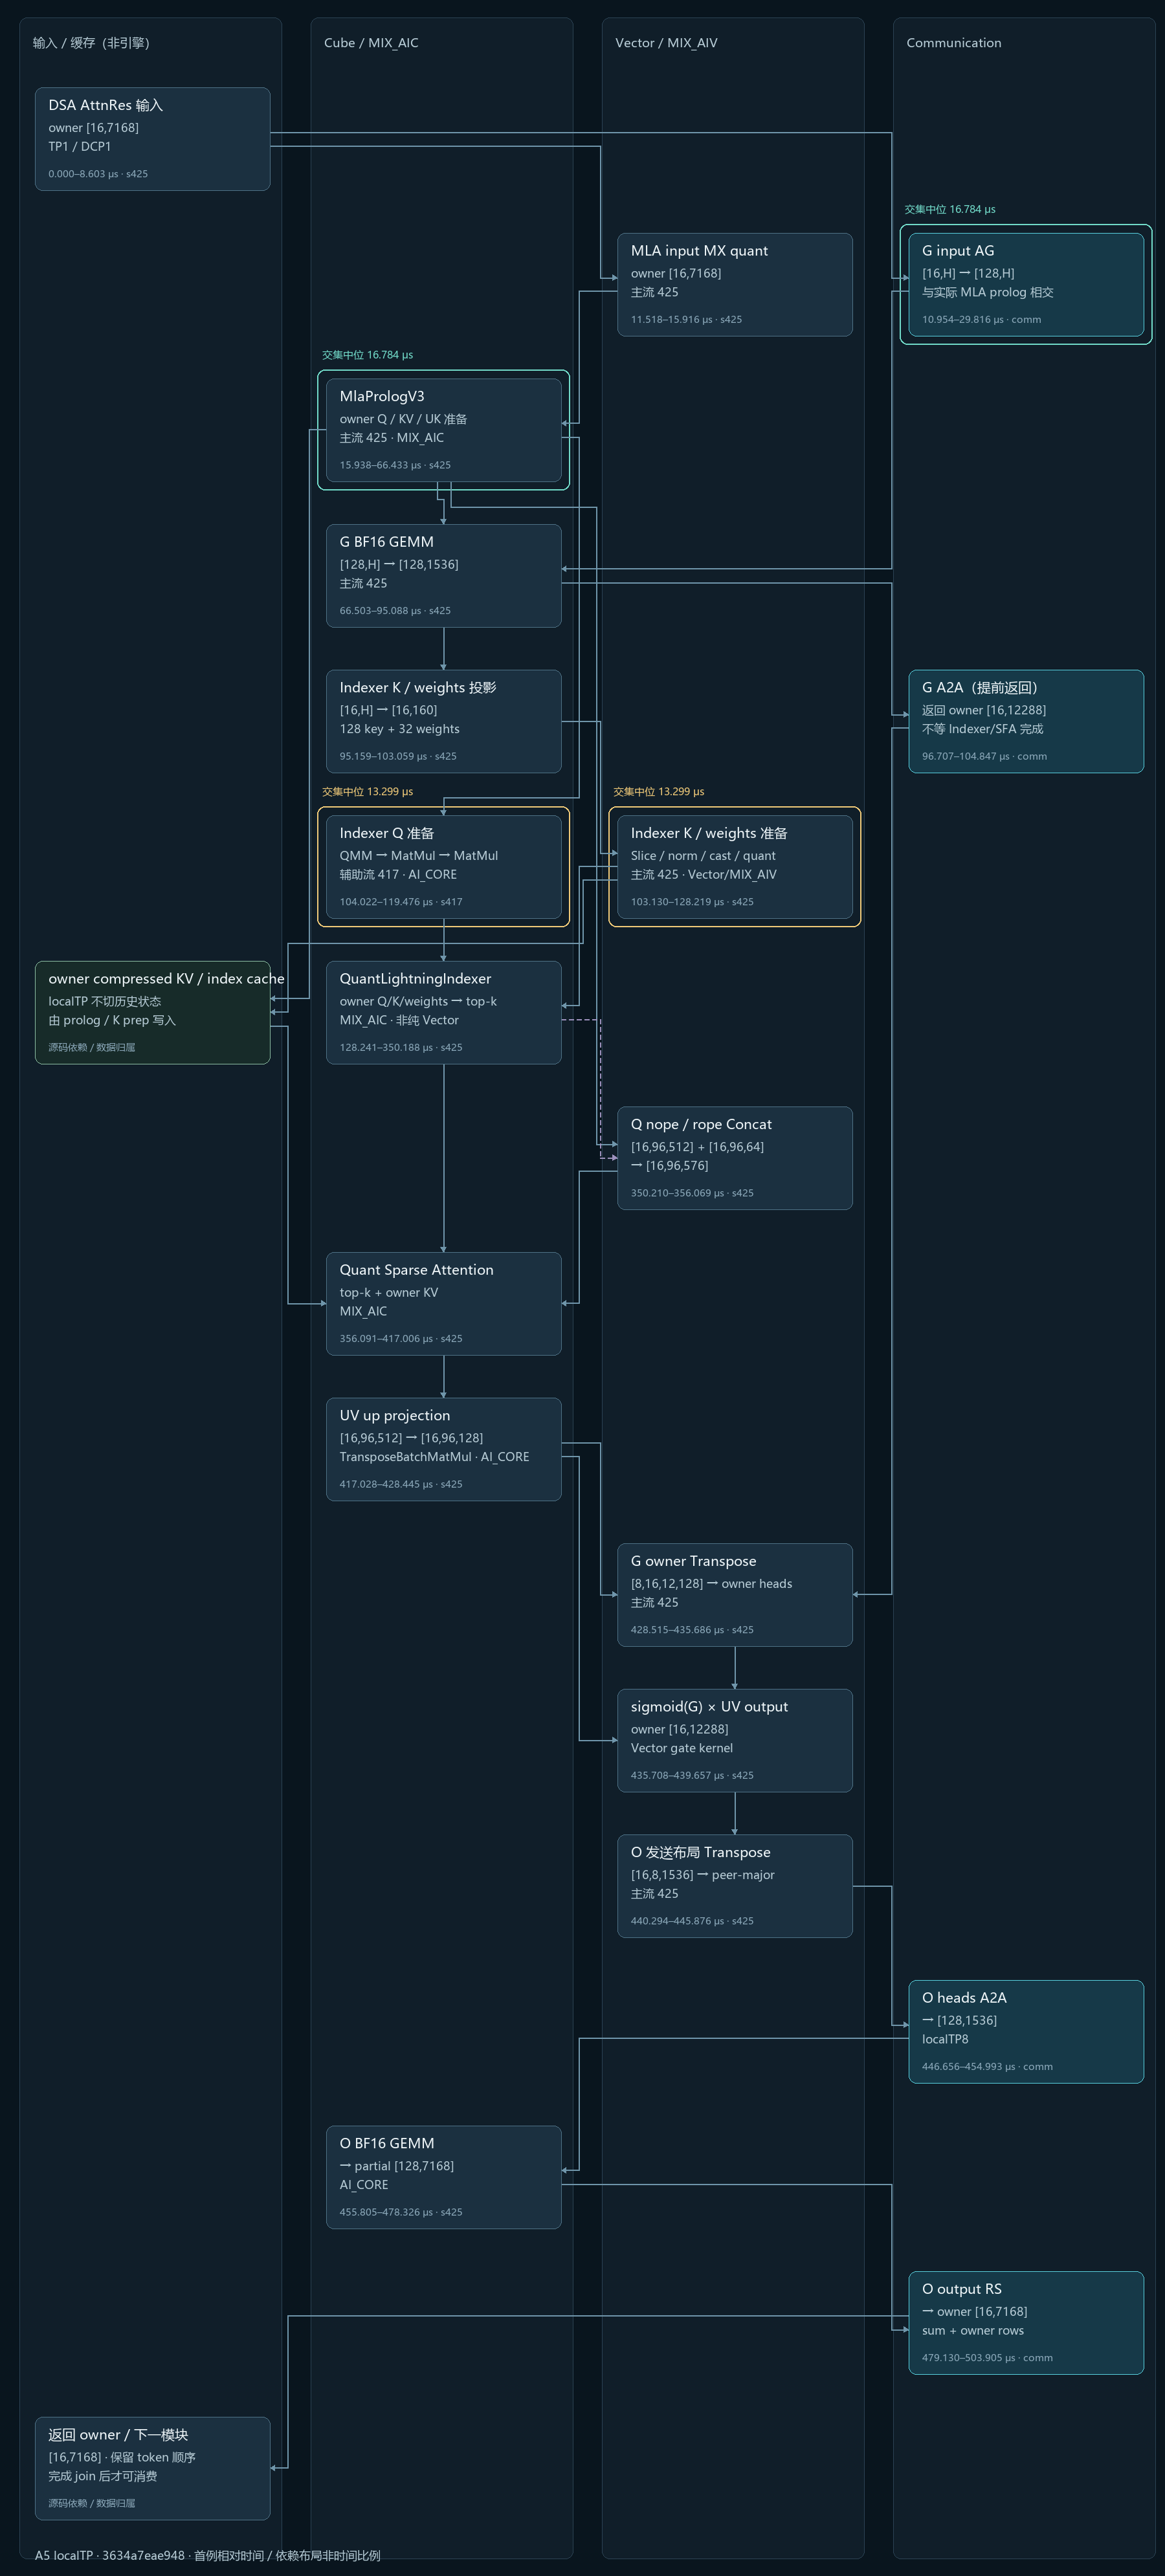 输入 / 缓存（非引擎）
Cube / MIX_AIC
Vector / MIX_AIV
Communication
DSA AttnRes 输入
owner [16,7168]
TP1 / DCP1
0.000–8.603 μs · s425
交集中位 16.784 μs
MLA input MX quant
owner [16,7168]
主流 425
11.518–15.916 μs · s425
G input AG
[16,H] → [128,H]
与实际 MLA prolog 相交
10.954–29.816 μs · comm
交集中位 16.784 μs
MlaPrologV3
owner Q / KV / UK 准备
主流 425 · MIX_AIC
15.938–66.433 μs · s425
G BF16 GEMM
[128,H] → [128,1536]
主流 425
66.503–95.088 μs · s425
Indexer K / weights 投影
[16,H] → [16,160]
128 key + 32 weights
95.159–103.059 μs · s425
G A2A（提前返回）
返回 owner [16,12288]
不等 Indexer/SFA 完成
96.707–104.847 μs · comm
交集中位 13.299 μs
交集中位 13.299 μs
Indexer Q 准备
QMM → MatMul → MatMul
辅助流 417 · AI_CORE
104.022–119.476 μs · s417
Indexer K / weights 准备
Slice / norm / cast / quant
主流 425 · Vector/MIX_AIV
103.130–128.219 μs · s425
owner compressed KV / index cache
localTP 不切历史状态
由 prolog / K prep 写入
源码依赖 / 数据归属
QuantLightningIndexer
owner Q/K/weights → top-k
MIX_AIC · 非纯 Vector
128.241–350.188 μs · s425
Q nope / rope Concat
[16,96,512] + [16,96,64]
→ [16,96,576]
350.210–356.069 μs · s425
Quant Sparse Attention
top-k + owner KV
MIX_AIC
356.091–417.006 μs · s425
UV up projection
[16,96,512] → [16,96,128]
TransposeBatchMatMul · AI_CORE
417.028–428.445 μs · s425
G owner Transpose
[8,16,12,128] → owner heads
主流 425
428.515–435.686 μs · s425
sigmoid(G) × UV output
owner [16,12288]
Vector gate kernel
435.708–439.657 μs · s425
O 发送布局 Transpose
[16,8,1536] → peer-major
主流 425
440.294–445.876 μs · s425
O heads A2A
→ [128,1536]
localTP8
446.656–454.993 μs · comm
O BF16 GEMM
→ partial [128,7168]
AI_CORE
455.805–478.326 μs · s425
O output RS
→ owner [16,7168]
sum + owner rows
479.130–503.905 μs · comm
返回 owner / 下一模块
[16,7168] · 保留 token 顺序
完成 join 后才可消费
源码依赖 / 数据归属
A5 localTP · 3634a7eae948 · 首例相对时间 / 依赖布局非时间比例